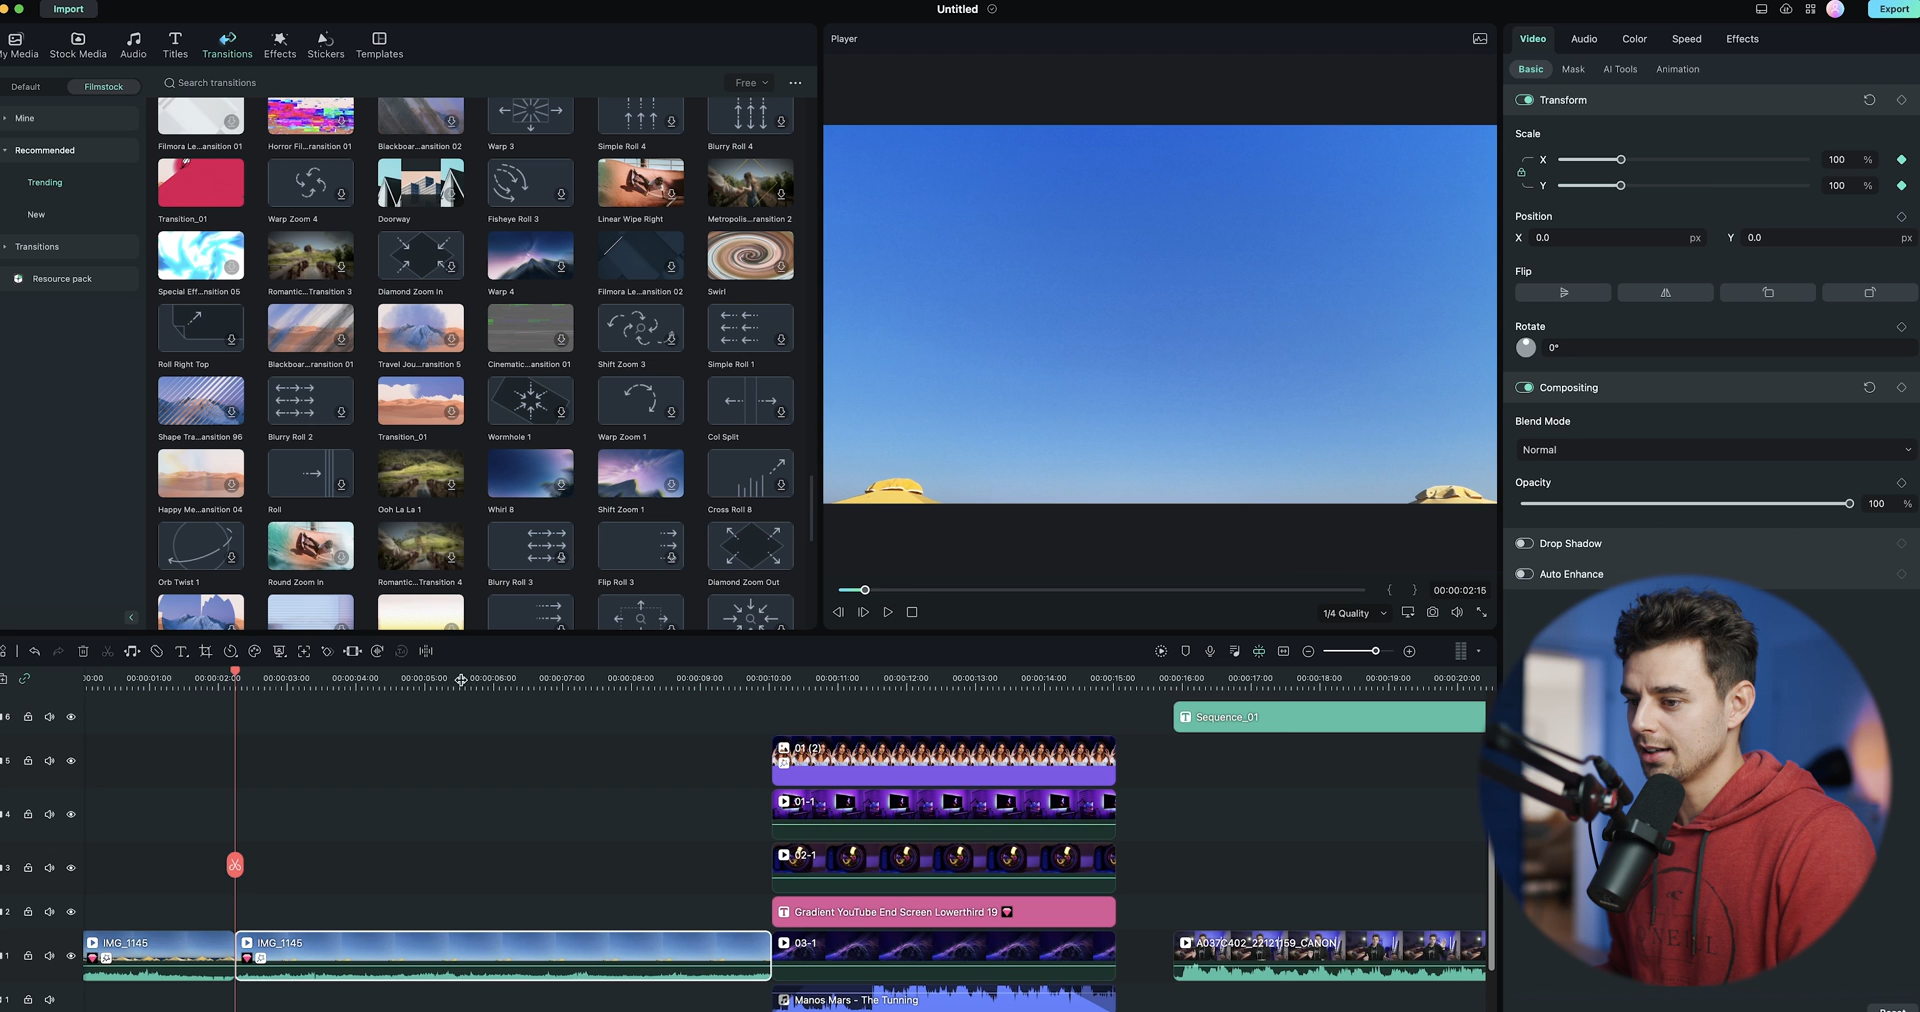 Import
Untitled
Export
My Media
Stock Media
Audio
Titles
Transitions
Effects
Stickers
Templates
Default
Filmstock
Search transitions
Free
Mine
Recommended
Trending
New
Transitions
Resource pack
Filmora Le...ansition 01
Horror Fil...ransition 01
Blackboar...ansition 02
Warp 3
Simple Roll 4
Blurry Roll 4
Transition_01
Warp Zoom 4
Doorway
Fisheye Roll 3
Linear Wipe Right
Metropolis...ransition 2
Special Eff...nsition 05
Romantic...Transition 3
Diamond Zoom In
Warp 4
Filmora Le...ansition 02
Swirl
Roll Right Top
Blackboar...ransition 01
Travel Jou...ransition 5
Cinematic...ansition 01
Shift Zoom 3
Simple Roll 1
Shape Tra...ansition 96
Blurry Roll 2
Transition_01
Wormhole 1
Warp Zoom 1
Col Split
Happy Me...ansition 04
Roll
Ooh La La 1
Whirl 8
Shift Zoom 1
Cross Roll 8
Orb Twist 1
Round Zoom In
Romantic...Transition 4
Blurry Roll 3
Flip Roll 3
Diamond Zoom Out
Player
00:00:02:15
1/4 Quality
Video
Audio
Color
Speed
Effects
Basic
Mask
AI Tools
Animation
Transform
Scale
X 100 %
Y 100 %
Position
X 0.0 px Y 0.0 px
Flip
Rotate
0°
Compositing
Blend Mode
Normal
Opacity
100 %
Drop Shadow
Auto Enhance
00:00 00:00:01:00 00:00:02:00 00:00:03:00 00:00:04:00 00:00:05:00 00:00:06:00 00:00:07:00 00:00:08:00 00:00:09:00 00:00:10:00 00:00:11:00 00:00:12:00 00:00:13:00 00:00:14:00 00:00:15:00 00:00:16:00 00:00:17:00 00:00:18:00 00:00:19:00 00:00:20:00
6
Sequence_01
5
01 (2)
4
01-1
3
02-1
2
Gradient YouTube End Screen Lowerthird 19
1
IMG_1145
IMG_1145
03-1
A037C402_22121159_CANON
1
Manos Mars - The Tunning
O'NEILL